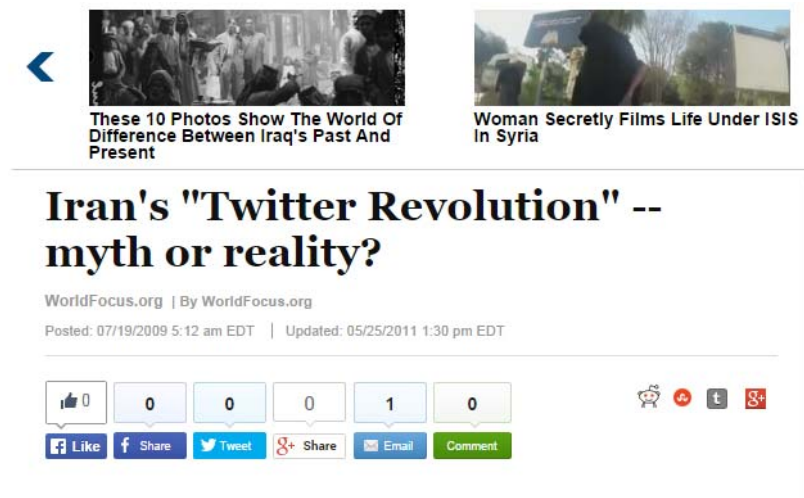 These 10 Photos Show The World Of
Difference Between Iraq's Past And
Present
Woman Secretly Films Life Under ISIS
In Syria
Iran's "Twitter Revolution" --
myth or reality?
WorldFocus.org | By WorldFocus.org
Posted: 07/19/2009 5:12 am EDT | Updated: 05/25/2011 1:30 pm EDT
0 0 0 0 1 0
Like Share Tweet Share Email Comment